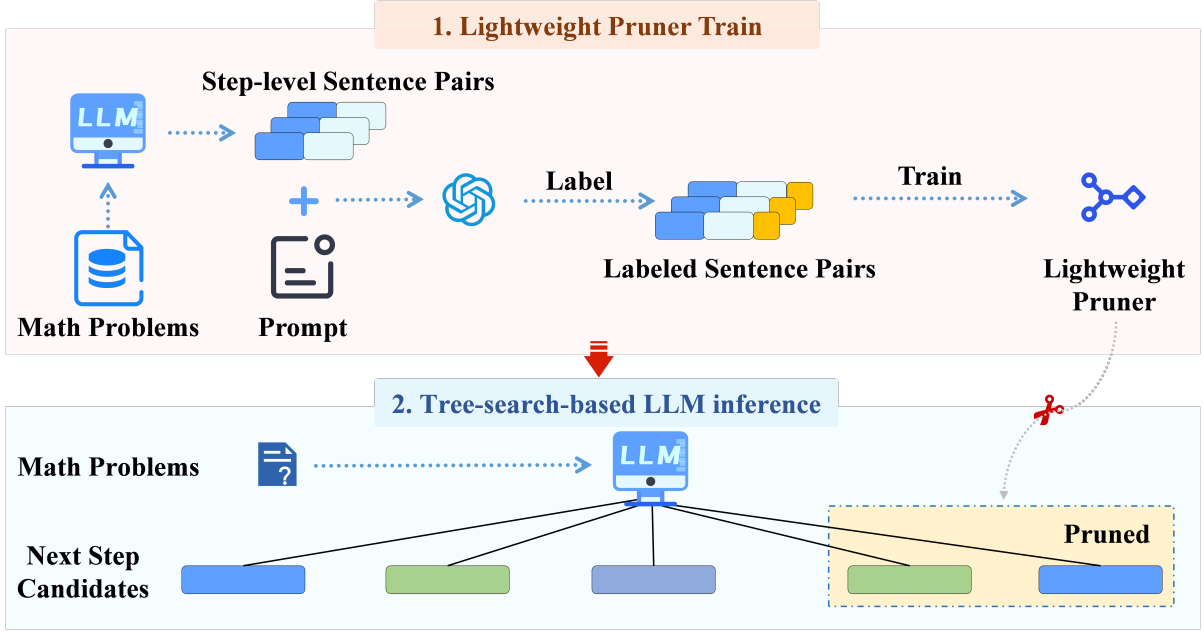 1. Lightweight Pruner Train
Step-level Sentence Pairs
LLM
Label
Train
Labeled Sentence Pairs
Lightweight
Pruner
Math Problems
Prompt
2. Tree-search-based LLM inference
Math Problems
?
LLM
Pruned
Next Step
Candidates